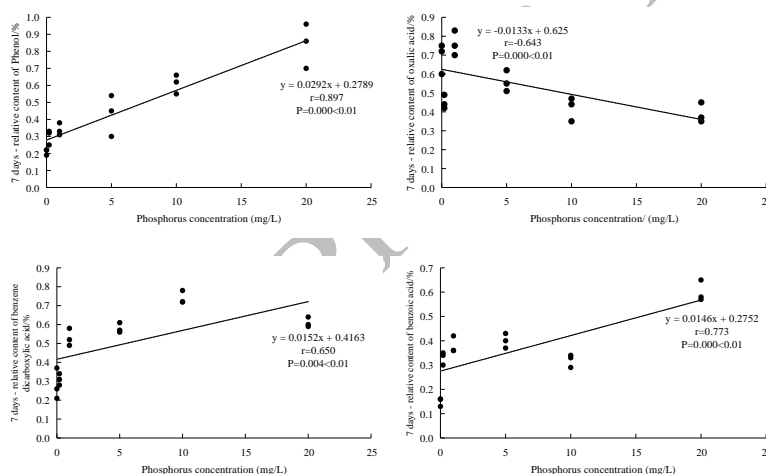 7 days - relative content of Phenol/%
1.0
0.9
0.8
0.7
0.6
0.5
0.4
0.3
0.2
0.1
0.0
y = 0.0292x + 0.2789
r=0.897
P=0.000<0.01
0 5 10 15 20 25
Phosphorus concentration (mg/L)
7 days - relative content of oxalic acid/%
0.9
0.8
0.7
0.6
0.5
0.4
0.3
0.2
0.1
0.0
y = -0.0133x + 0.625
r=-0.643
P=0.000<0.01
0 5 10 15 20 25
Phosphorus concentration/ (mg/L)
7 days - relative content of benzene
dicarboxylic acid/%
0.9
0.8
0.7
0.6
0.5
0.4
0.3
0.2
0.1
0.0
y = 0.0152x + 0.4163
r=0.650
P=0.004<0.01
0 5 10 15 20 25
Phosphorus concentration (mg/L)
7 days - relative content of benzoic acid/%
0.7
0.6
0.5
0.4
0.3
0.2
0.1
0.0
y = 0.0146x + 0.2752
r=0.773
P=0.000<0.01
0 5 10 15 20 25
Phosphorus concentration (mg/L)